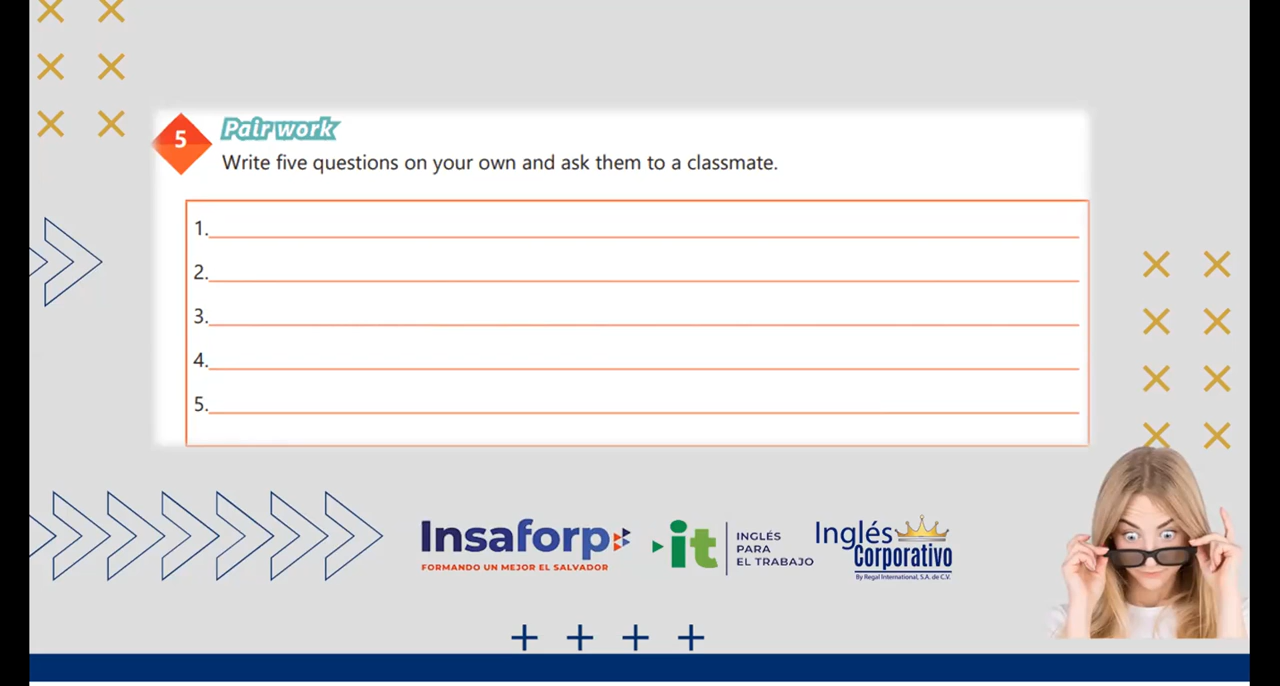 5
Pair work
Write five questions on your own and ask them to a classmate.
1.
2.
3.
4.
5.
Insaforp
FORMANDO UN MEJOR EL SALVADOR
it
INGLÉS
PARA
EL TRABAJO
Inglés
Corporativo
By Regal International, S.A. de C.V.